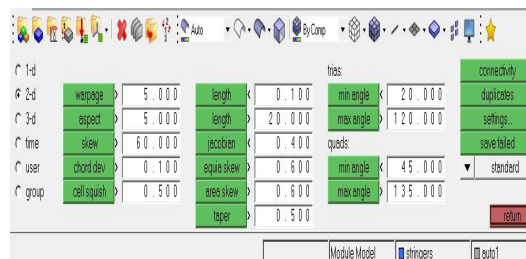 Auto By Comp
1-d trias: connectivity
2-d warpage > 5.000 length < 0.100 min angle < 20.000 duplicates
3-d aspect > 5.000 length > 20.000 max angle > 120.000 settings...
time skew > 60.000 jacobian < 0.400 quads: save failed
user chord dev > 0.100 equia skew > 0.600 min angle < 45.000 standard
group cell squish > 0.500 area skew > 0.600 max angle > 135.000
taper > 0.500 return
Module Model stringers auto1